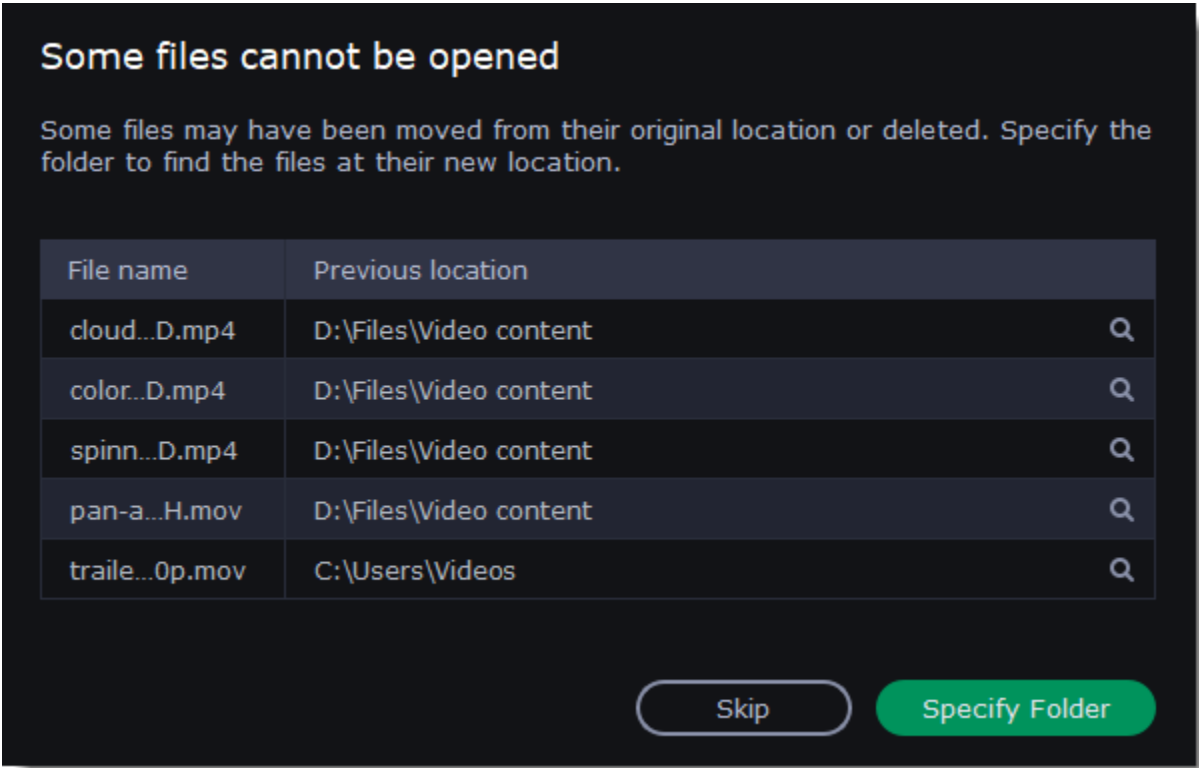 Some files cannot be opened
Some files may have been moved from their original location or deleted. Specify the
folder to find the files at their new location.
File name Previous location
cloud...D.mp4 D:\Files\Video content
color...D.mp4 D:\Files\Video content
spinn...D.mp4 D:\Files\Video content
pan-a...H.mov D:\Files\Video content
traile...0p.mov C:\Users\Videos
Skip Specify Folder